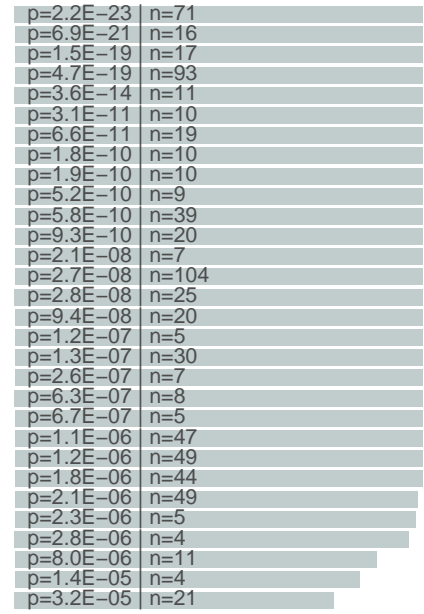 p=2.2E−23 | n=71
p=6.9E−21 | n=16
p=1.5E−19 | n=17
p=4.7E−19 | n=93
p=3.6E−14 | n=11
p=3.1E−11 | n=10
p=6.6E−11 | n=19
p=1.8E−10 | n=10
p=1.9E−10 | n=10
p=5.2E−10 | n=9
p=5.8E−10 | n=39
p=9.3E−10 | n=20
p=2.1E−08 | n=7
p=2.7E−08 | n=104
p=2.8E−08 | n=25
p=9.4E−08 | n=20
p=1.2E−07 | n=5
p=1.3E−07 | n=30
p=2.6E−07 | n=7
p=6.3E−07 | n=8
p=6.7E−07 | n=5
p=1.1E−06 | n=47
p=1.2E−06 | n=49
p=1.8E−06 | n=44
p=2.1E−06 | n=49
p=2.3E−06 | n=5
p=2.8E−06 | n=4
p=8.0E−06 | n=11
p=1.4E−05 | n=4
p=3.2E−05 | n=21